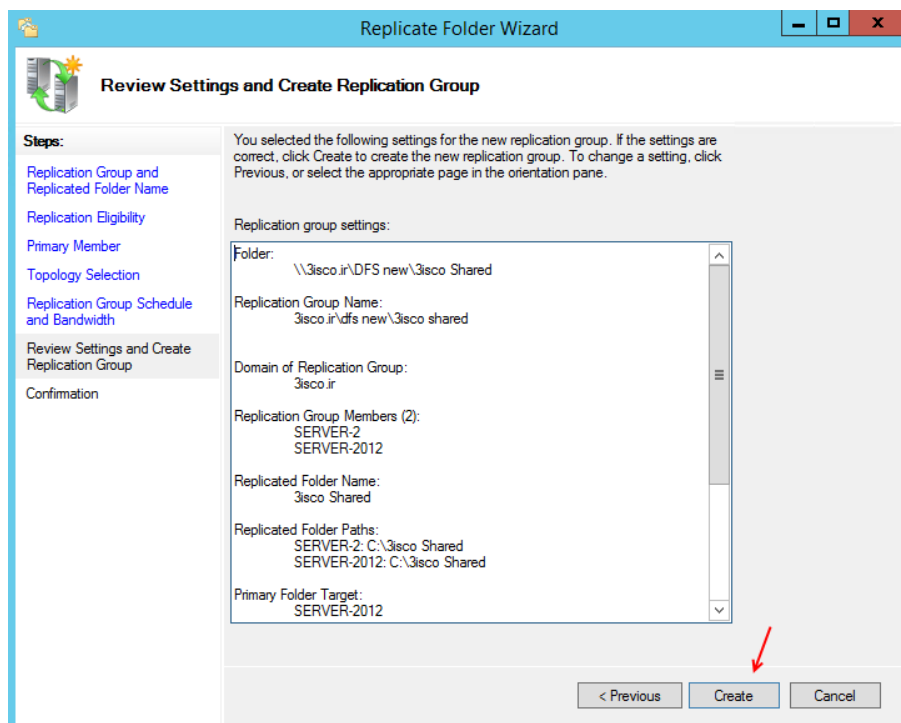 Replicate Folder Wizard
Review Settings and Create Replication Group
Steps:
Replication Group and
Replicated Folder Name
Replication Eligibility
Primary Member
Topology Selection
Replication Group Schedule
and Bandwidth
Review Settings and Create
Replication Group
Confirmation
You selected the following settings for the new replication group. If the settings are
correct, click Create to create the new replication group. To change a setting, click
Previous, or select the appropriate page in the orientation pane.
Replication group settings:
Folder:
\\3isco.ir\DFS new\3isco Shared
Replication Group Name:
3isco.ir\dfs new\3isco shared
Domain of Replication Group:
3isco.ir
Replication Group Members (2):
SERVER-2
SERVER-2012
Replicated Folder Name:
3isco Shared
Replicated Folder Paths:
SERVER-2: C:\3isco Shared
SERVER-2012: C:\3isco Shared
Primary Folder Target:
SERVER-2012
< Previous
Create
Cancel